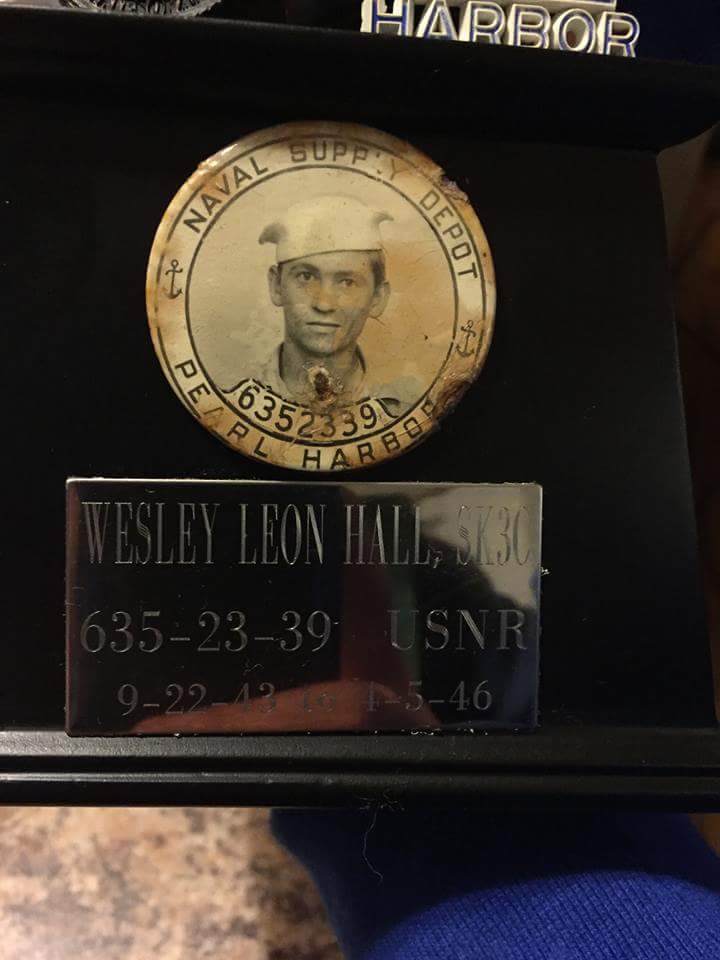 HARBOR
NAVAL SUPPLY DEPOT
6352339
PEARL HARBOR
WESLEY LEON HALL, SK3C
635-23-39 USNR
9-22-43 to 4-5-46